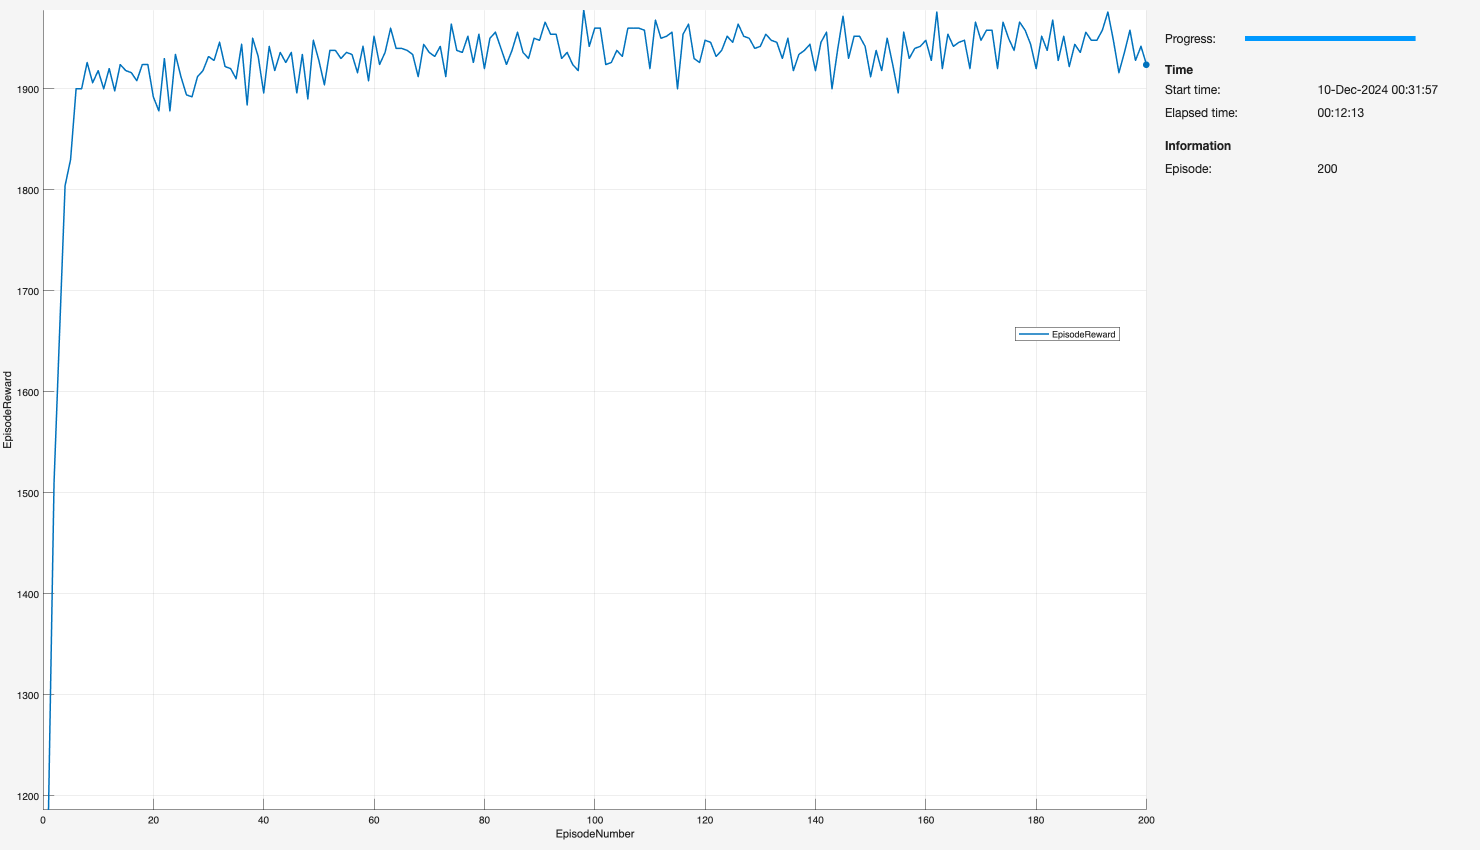 Progress:
Time
Start time: 10-Dec-2024 00:31:57
Elapsed time: 00:12:13
Information
Episode: 200
1900
1800
1700
1600
1500
1400
1300
1200
EpisodeReward
EpisodeReward
0 20 40 60 80 100 120 140 160 180 200
EpisodeNumber